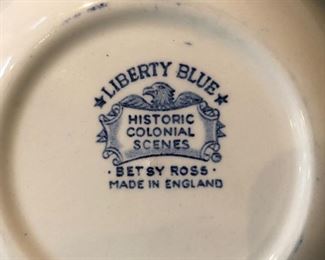 ★ LIBERTY BLUE ★
HISTORIC
COLONIAL
SCENES
· BETSY ROSS ·
MADE IN ENGLAND